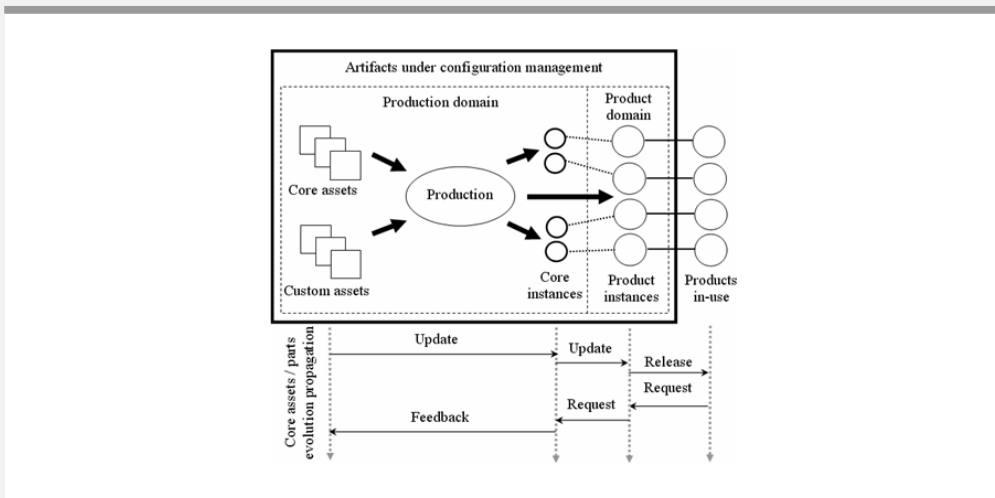 Artifacts under configuration management
Production domain
Product
domain
Core assets
Production
Custom assets
Core
instances
Product
instances
Products
in-use
Core assets / parts
evolution propagation
Update
Update
Release
Request
Request
Feedback